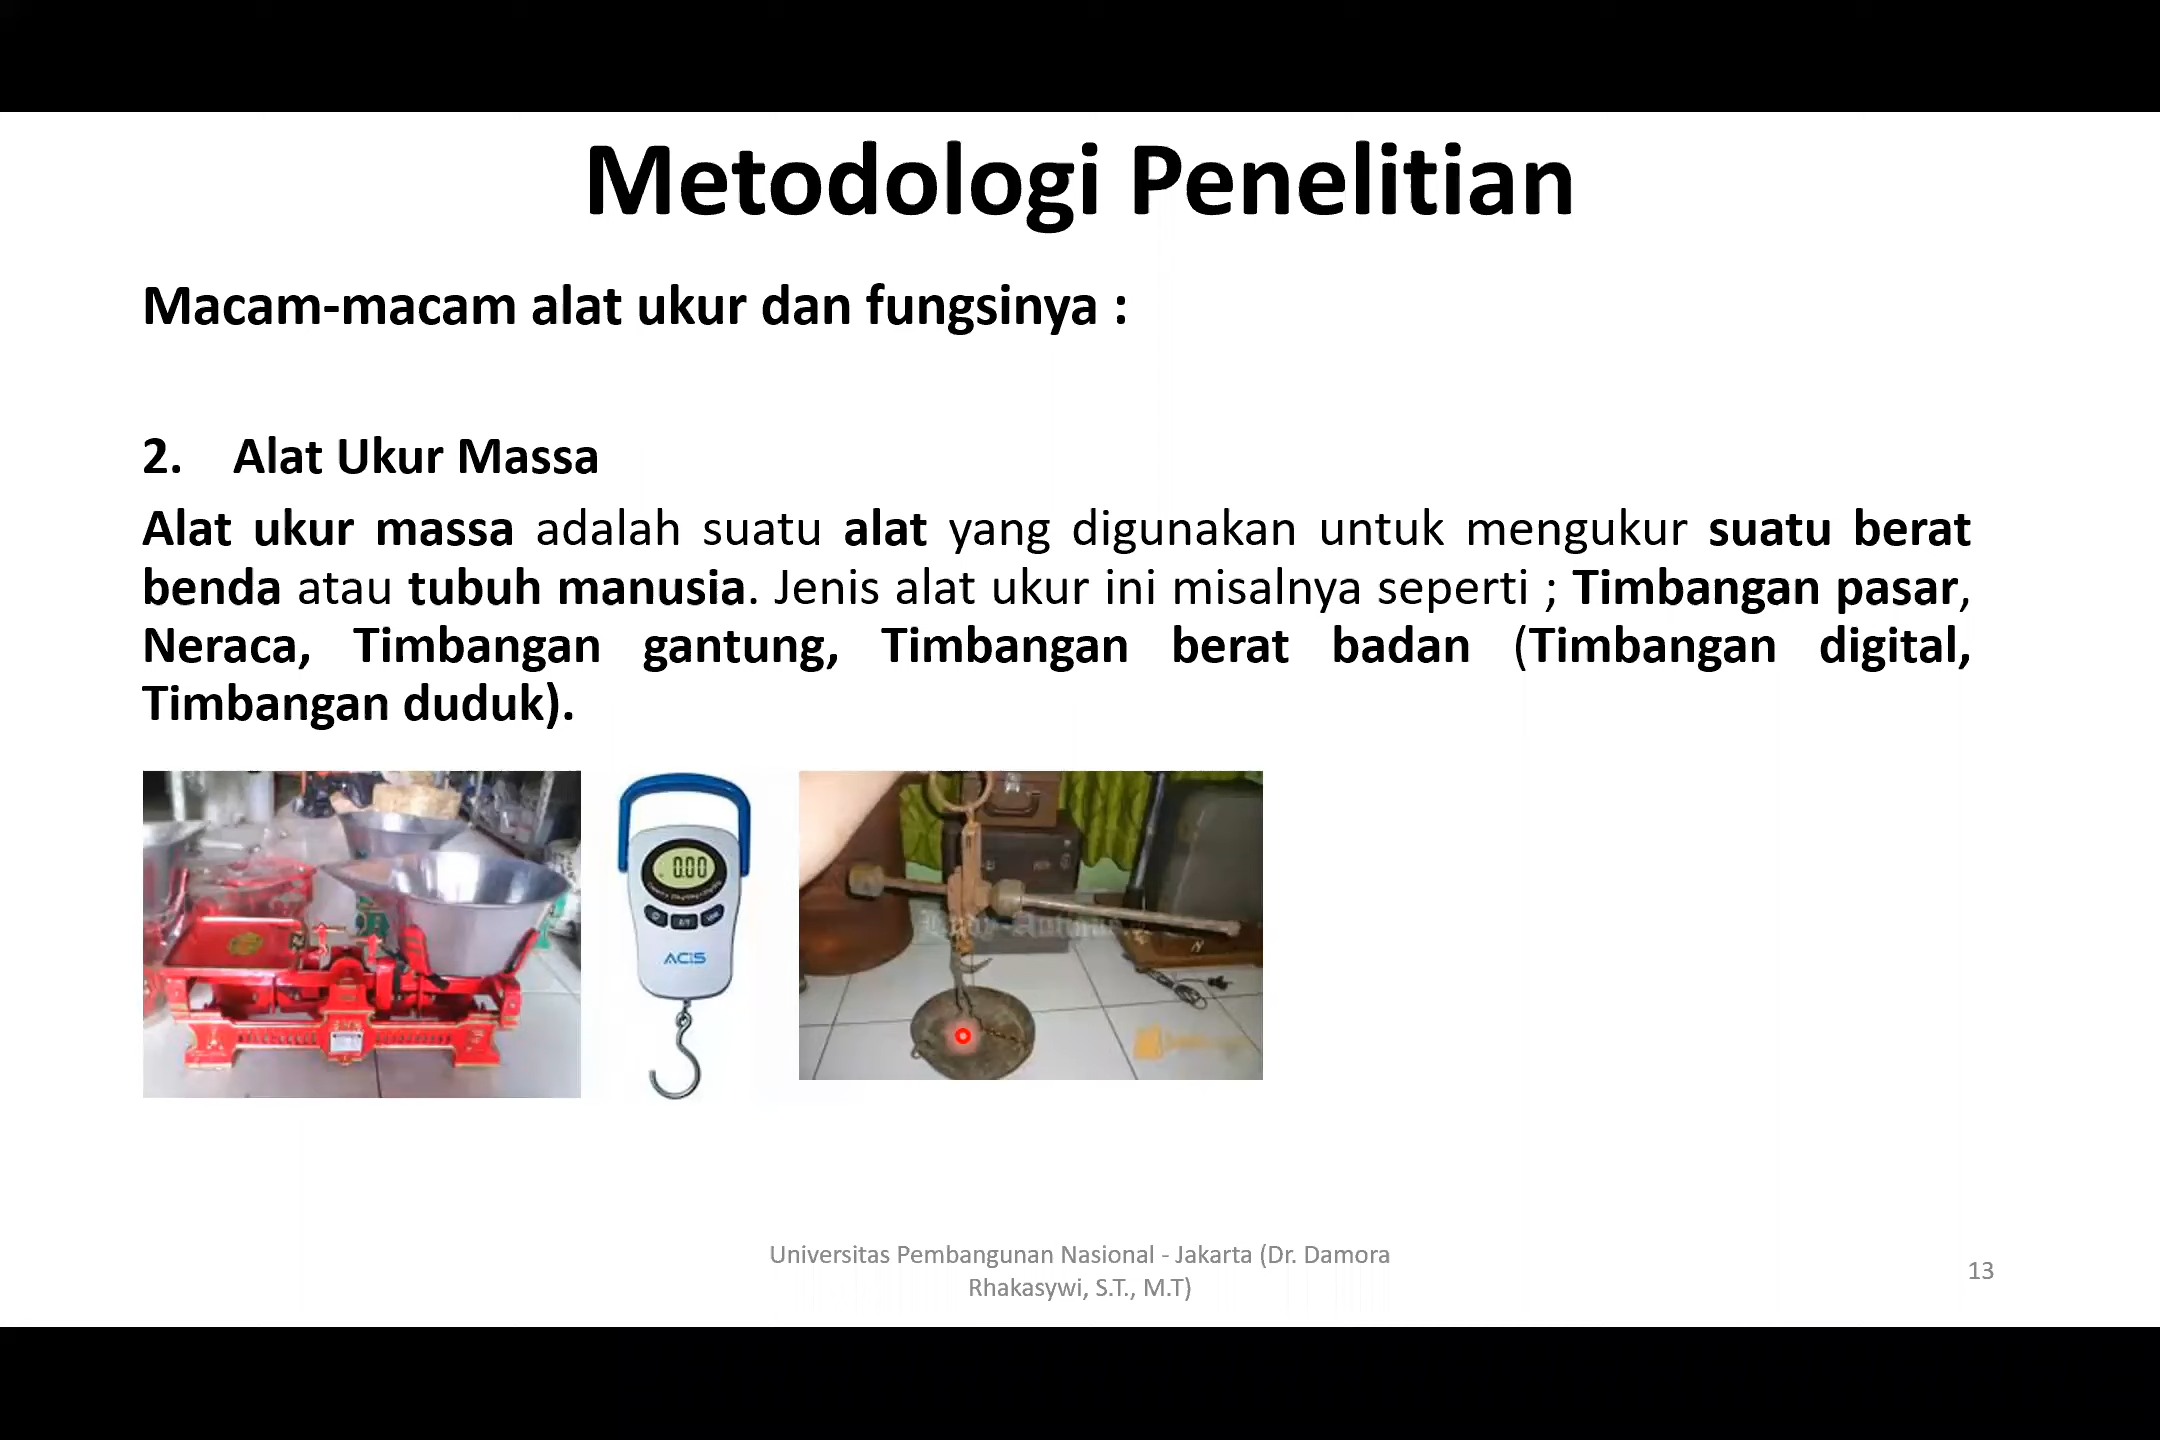 Metodologi Penelitian
Macam-macam alat ukur dan fungsinya :
2. Alat Ukur Massa
Alat ukur massa adalah suatu alat yang digunakan untuk mengukur suatu berat
benda atau tubuh manusia. Jenis alat ukur ini misalnya seperti ; Timbangan pasar,
Neraca, Timbangan gantung, Timbangan berat badan (Timbangan digital,
Timbangan duduk).
0.00
ACIS
Universitas Pembangunan Nasional - Jakarta (Dr. Damora
Rhakasywi, S.T., M.T)
13